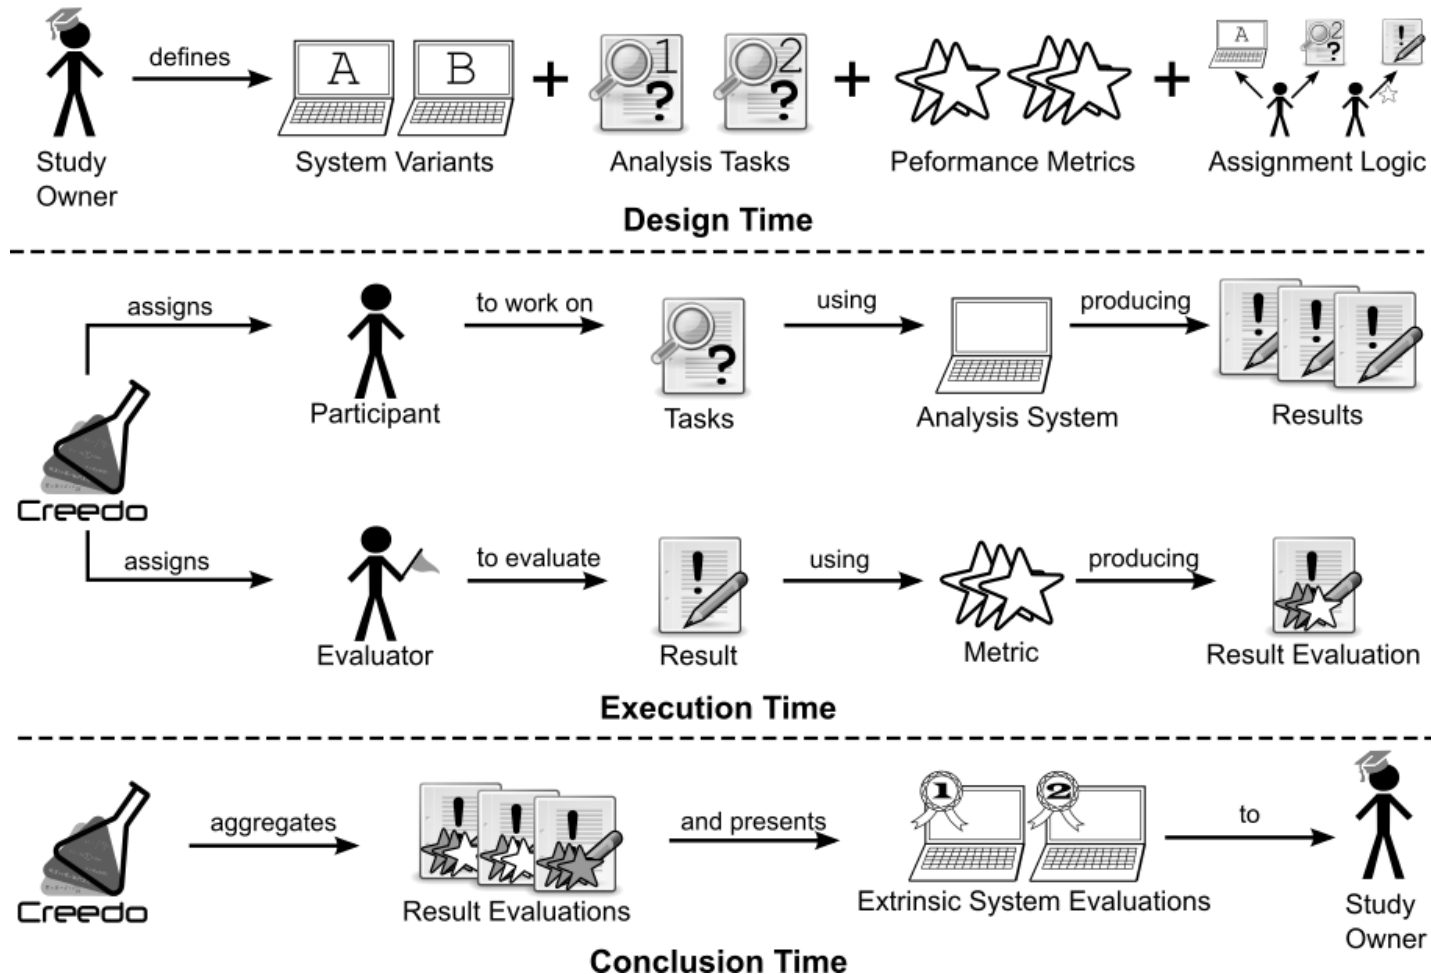 defines
A
B
1
2
A
2
Study
Owner
System Variants
Analysis Tasks
Peformance Metrics
Assignment Logic
Design Time
assigns
to work on
using
producing
Participant
Tasks
Analysis System
Results
Creedo
assigns
to evaluate
using
producing
Evaluator
Result
Metric
Result Evaluation
Execution Time
aggregates
and presents
1
2
to
Creedo
Result Evaluations
Extrinsic System Evaluations
Study
Owner
Conclusion Time